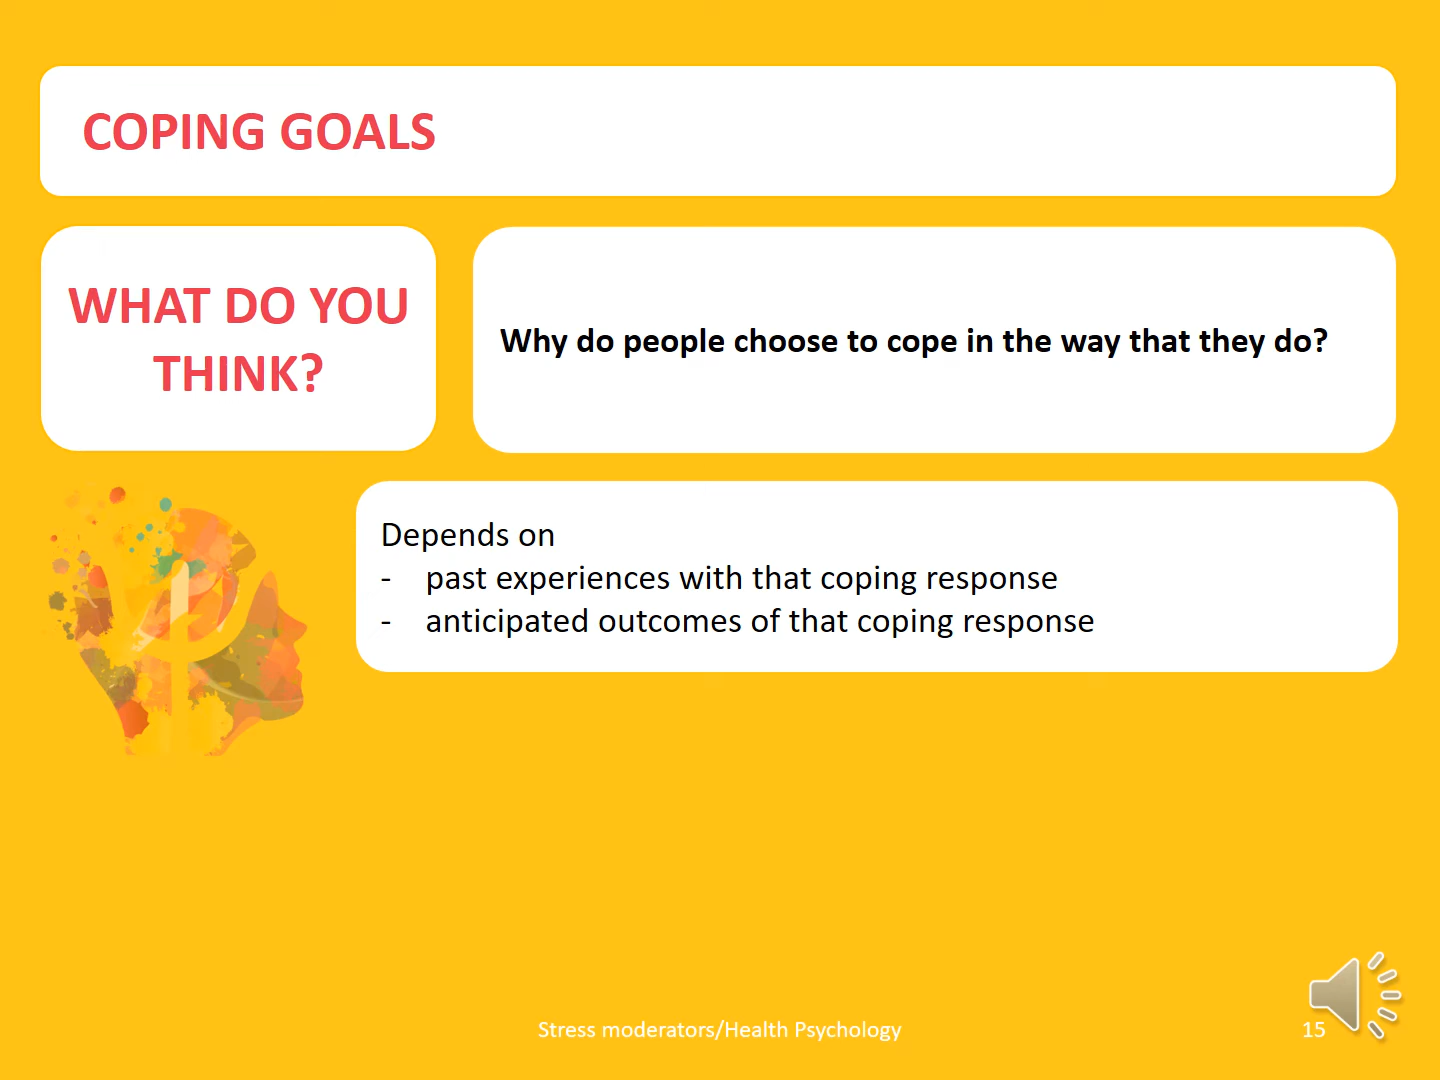 COPING GOALS
WHAT DO YOU
THINK?
Why do people choose to cope in the way that they do?
Depends on
- past experiences with that coping response
- anticipated outcomes of that coping response
Stress moderators/Health Psychology
15